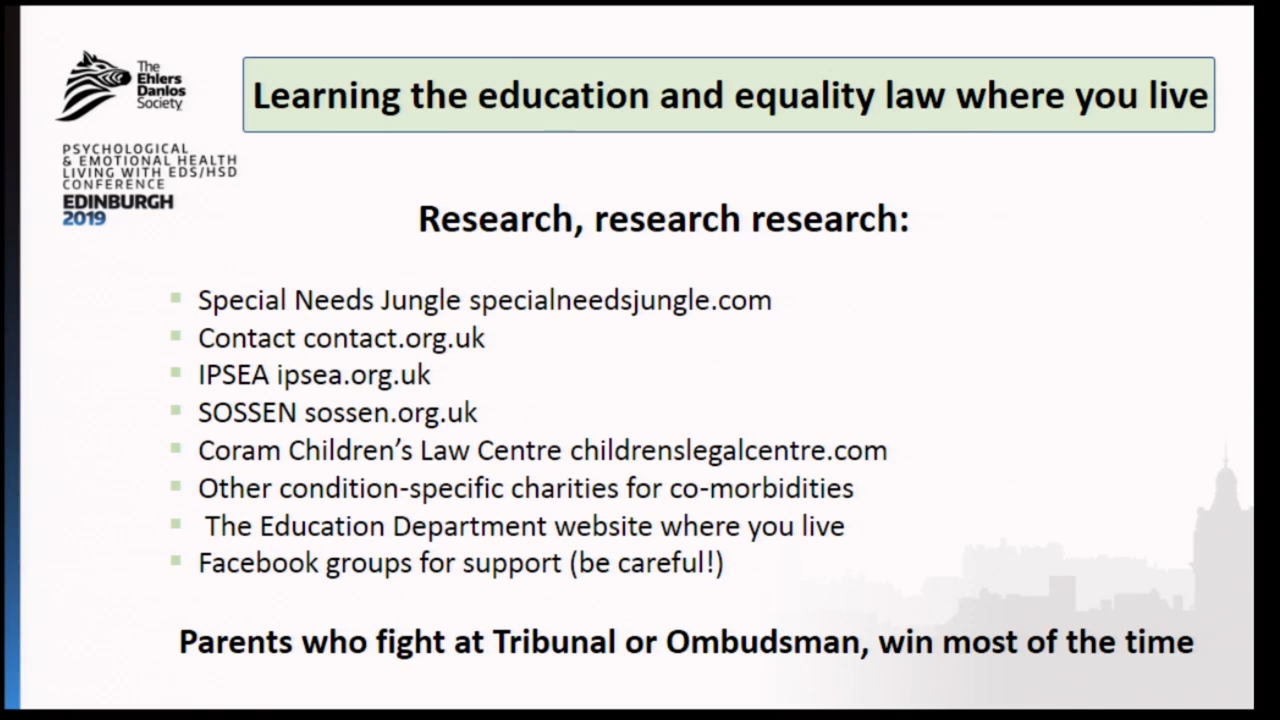 The
Ehlers
Danlos
Society
PSYCHOLOGICAL
& EMOTIONAL HEALTH
LIVING WITH EDS/HSD
CONFERENCE
EDINBURGH
2019
Learning the education and equality law where you live
Research, research research:
Special Needs Jungle specialneedsjungle.com
Contact contact.org.uk
IPSEA ipsea.org.uk
SOSSEN sossen.org.uk
Coram Children’s Law Centre childrenslegalcentre.com
Other condition-specific charities for co-morbidities
The Education Department website where you live
Facebook groups for support (be careful!)
Parents who fight at Tribunal or Ombudsman, win most of the time